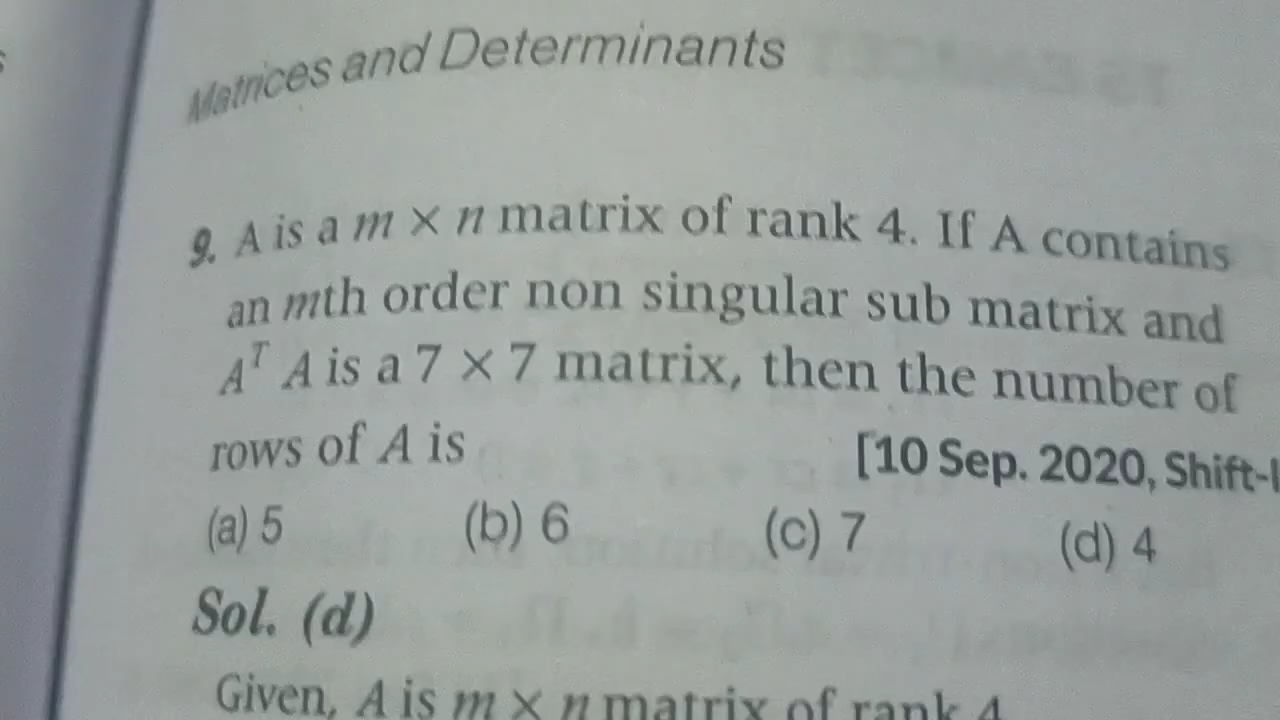 Matrices and Determinants
9. A is a m × n matrix of rank 4. If A contains
an mth order non singular sub matrix and
Aᵀ A is a 7 × 7 matrix, then the number of
rows of A is [10 Sep. 2020, Shift-I
(a) 5 (b) 6 (c) 7 (d) 4
Sol. (d)
Given, A is m × n matrix of rank 4